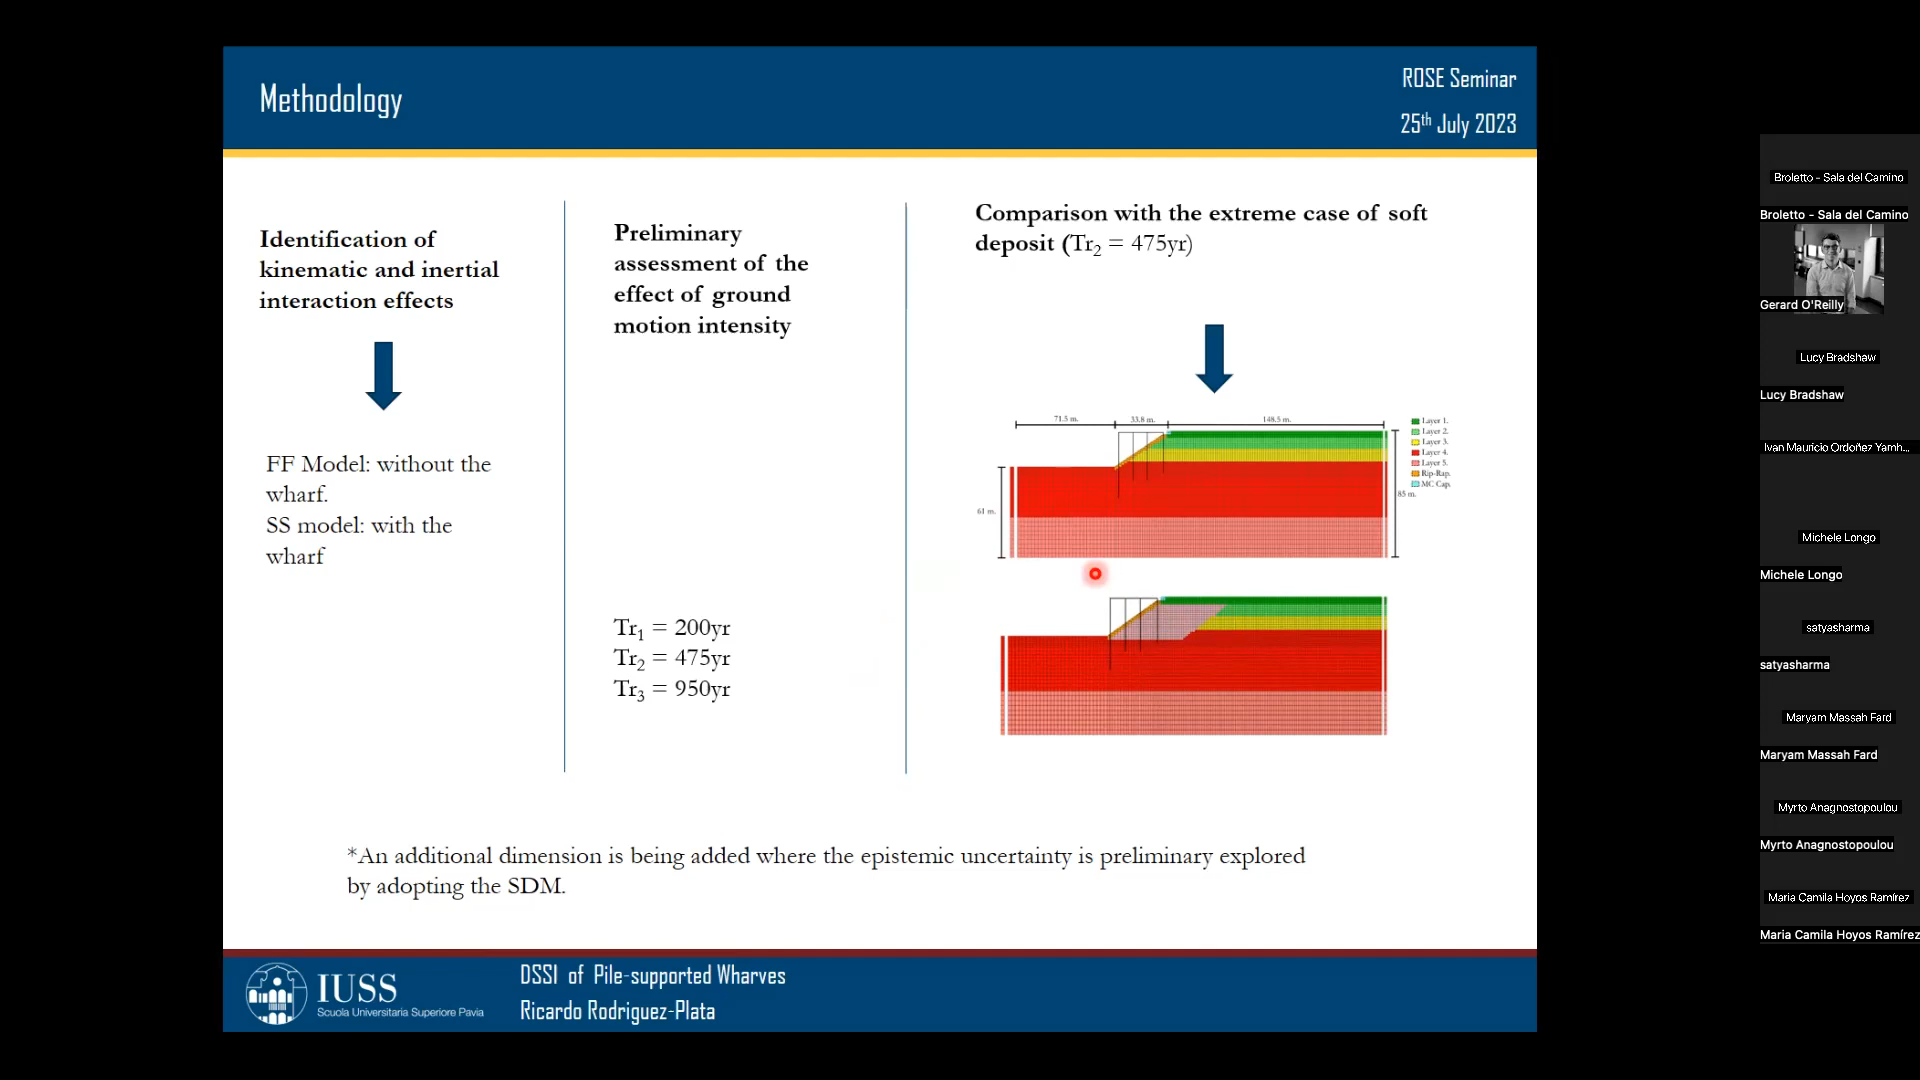 Methodology
ROSE Seminar
25th July 2023
Identification of
kinematic and inertial
interaction effects
FF Model: without the
wharf.
SS model: with the
wharf
Preliminary
assessment of the
effect of ground
motion intensity
Tr1 = 200yr
Tr2 = 475yr
Tr3 = 950yr
Comparison with the extreme case of soft
deposit (Tr2 = 475yr)
71.5 m.
33.8 m.
148.5 m.
Layer 1.
Layer 2.
Layer 3.
Layer 4.
Layer 5.
Rip-Rap.
MC Cap.
61 m.
85 m.
*An additional dimension is being added where the epistemic uncertainty is preliminary explored
by adopting the SDM.
IUSS
Scuola Universitaria Superiore Pavia
DSSI of Pile-supported Wharves
Ricardo Rodriguez-Plata
Broletto - Sala del Camino
Broletto - Sala del Camino
Gerard O'Reilly
Lucy Bradshaw
Lucy Bradshaw
Ivan Mauricio Ordoñez Yamh...
Michele Longo
Michele Longo
satyasharma
satyasharma
Maryam Massah Fard
Maryam Massah Fard
Myrto Anagnostopoulou
Myrto Anagnostopoulou
Maria Camila Hoyos Ramírez
Maria Camila Hoyos Ramírez